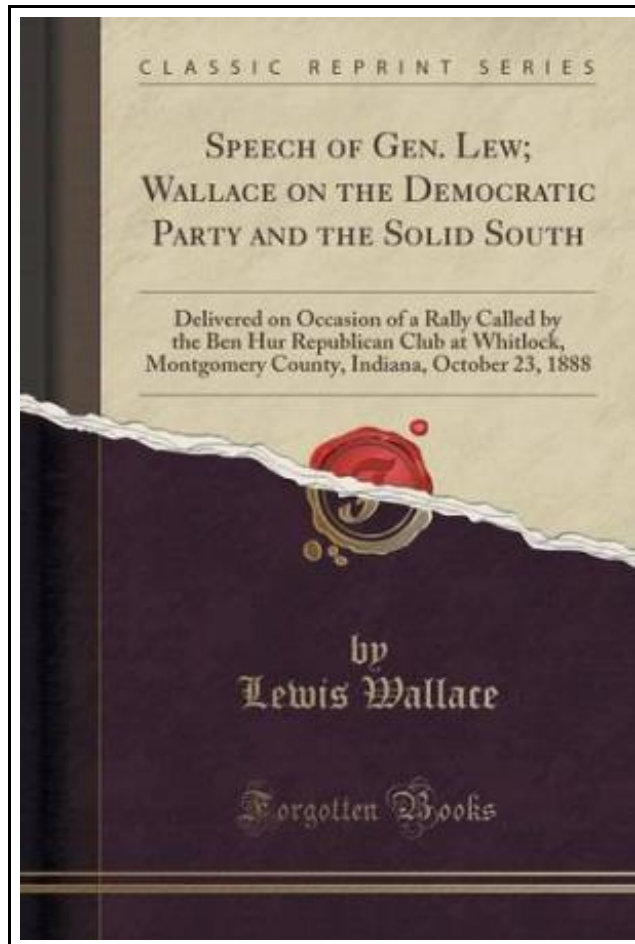 CLASSIC REPRINT SERIES
SPEECH OF GEN. LEW;
WALLACE ON THE DEMOCRATIC
PARTY AND THE SOLID SOUTH
Delivered on Occasion of a Rally Called by
the Ben Hur Republican Club at Whitlock,
Montgomery County, Indiana, October 23, 1888
F
by
Lewis Wallace
Forgotten Books